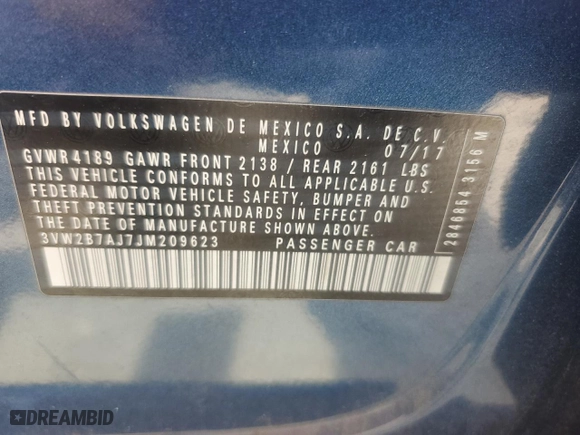 MFD BY VOLKSWAGEN DE MEXICO S.A. DE C.V.
MEXICO 07/17
GVWR 4189 GAWR FRONT 2138 / REAR 2161 LBS
THIS VEHICLE CONFORMS TO ALL APPLICABLE U.S.
FEDERAL MOTOR VEHICLE SAFETY, BUMPER AND
THEFT PREVENTION STANDARDS IN EFFECT ON
THE DATE OF MANUFACTURE SHOWN ABOVE.
3VW2B7AJ7JM209623 PASSENGER CAR
2846854 3156 M
DREAMBID